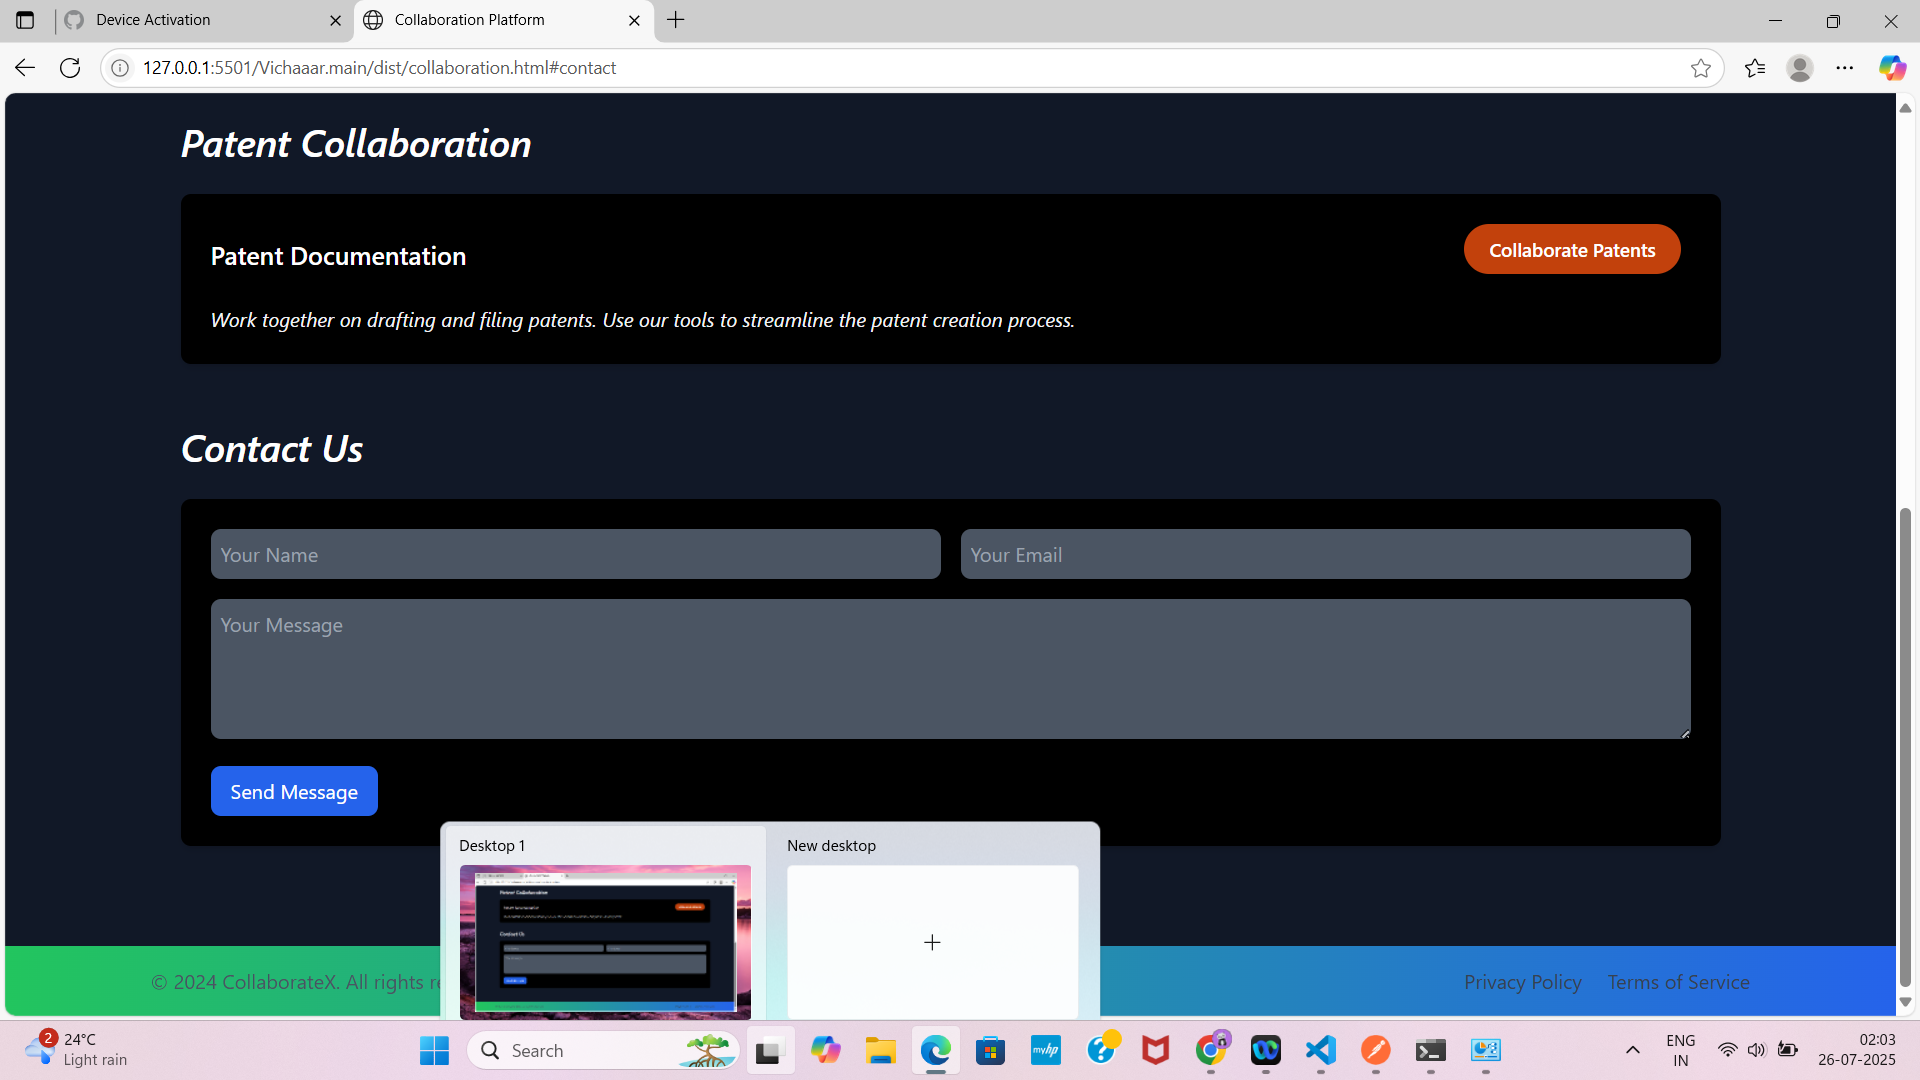 Device Activation
Collaboration Platform
127.0.0.1:5501/Vichaaar.main/dist/collaboration.html#contact
Patent Collaboration
Patent Documentation
Collaborate Patents
Work together on drafting and filing patents. Use our tools to streamline the patent creation process.
Contact Us
Your Name
Your Email
Your Message
Send Message
Desktop 1
New desktop
© 2024 CollaborateX. All rights
Privacy Policy
Terms of Service
2
24°C
Light rain
Search
myhp
ENG
IN
02:03
26-07-2025